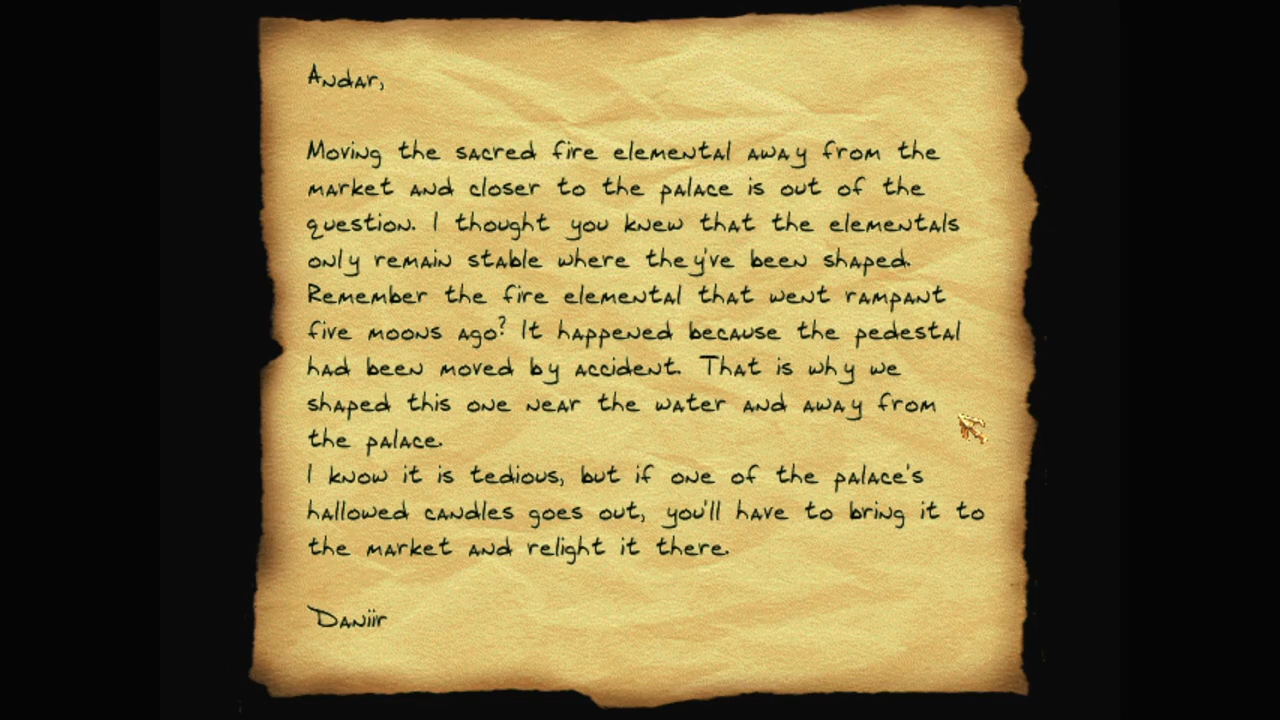 Andar,
Moving the sacred fire elemental away from the
market and closer to the palace is out of the
question. I thought you knew that the elementals
only remain stable where they've been shaped.
Remember the fire elemental that went rampant
five moons ago? It happened because the pedestal
had been moved by accident. That is why we
shaped this one near the water and away from
the palace.
I know it is tedious, but if one of the palace's
hallowed candles goes out, you'll have to bring it to
the market and relight it there.
Daniir